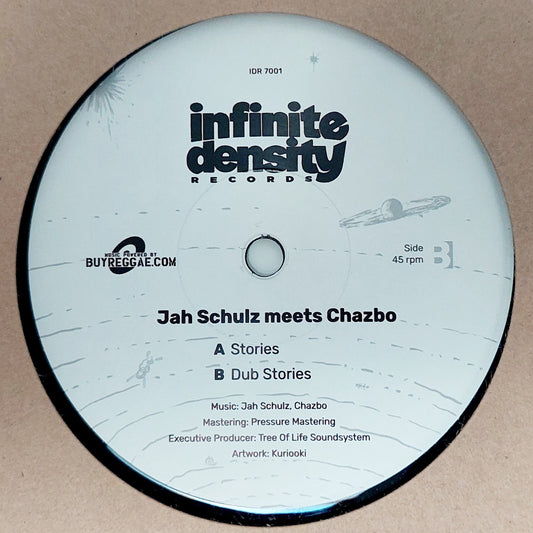 IDR 7001
infinite
density
RECORDS
MUSIC POWERED BY
BUYREGGAE.COM
Side B
45 rpm
Jah Schulz meets Chazbo
A Stories
B Dub Stories
Music: Jah Schulz, Chazbo
Mastering: Pressure Mastering
Executive Producer: Tree Of Life Soundsystem
Artwork: Kuriooki